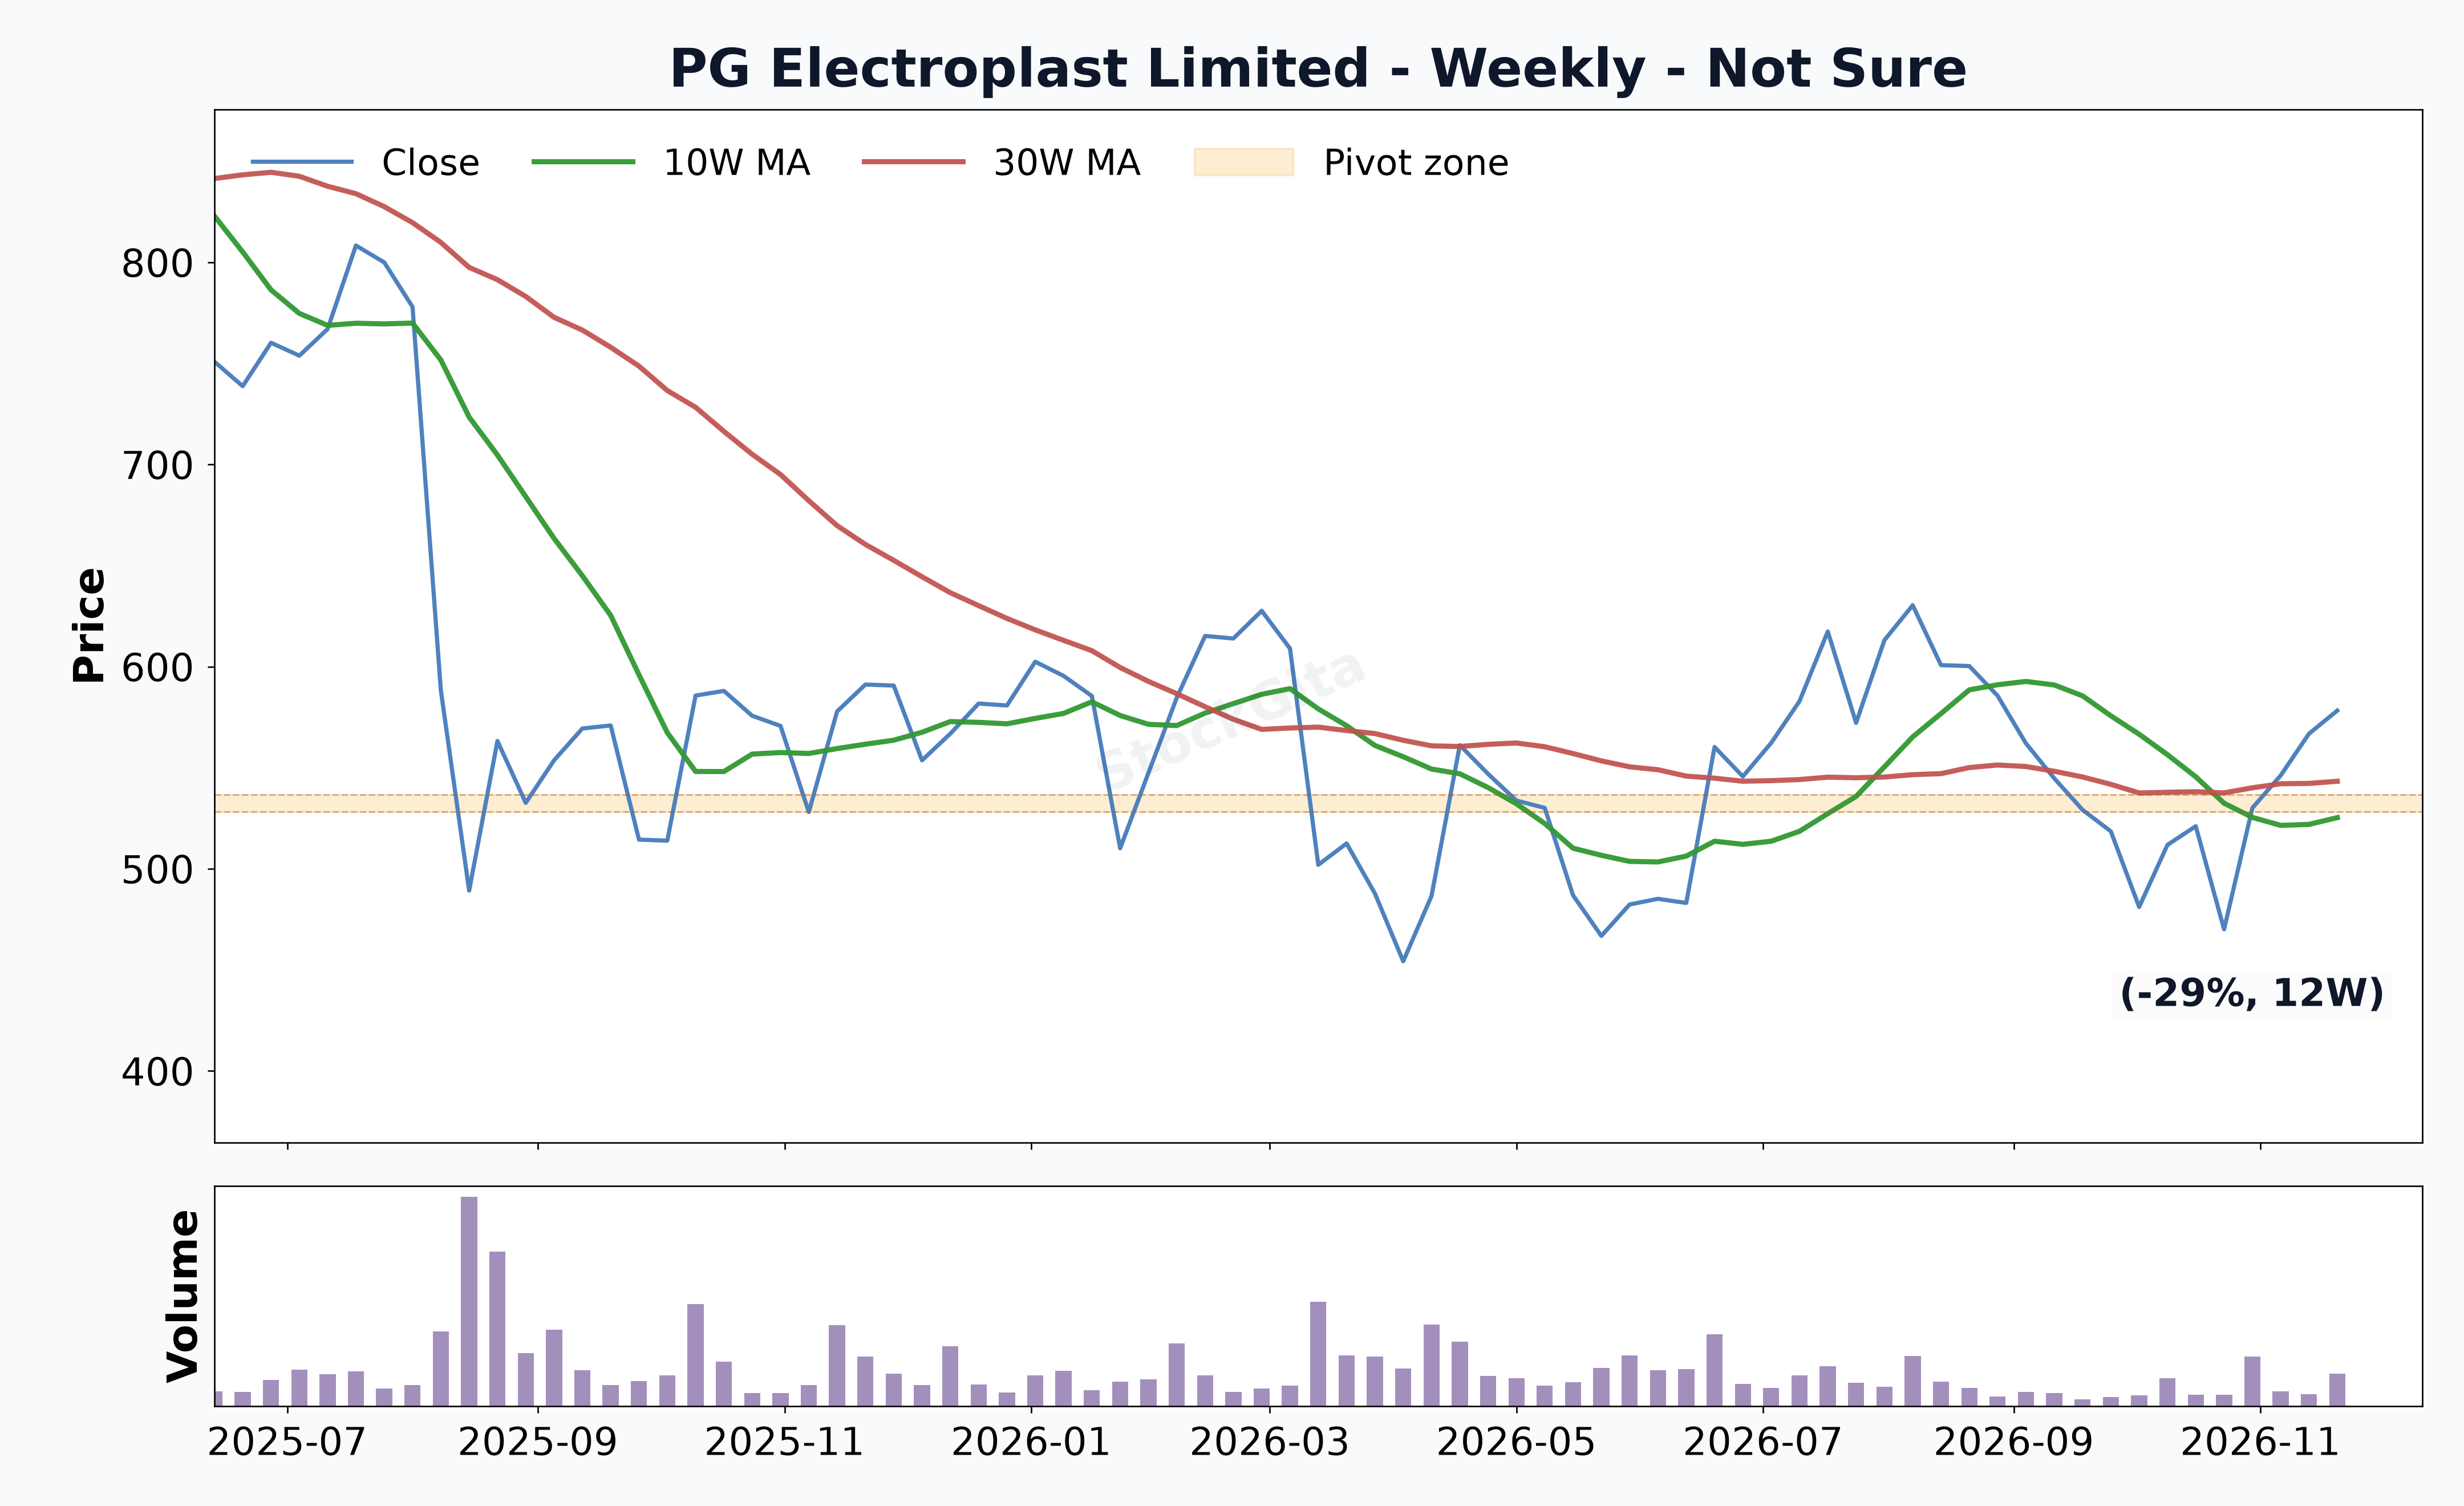 PG Electroplast Limited - Weekly - Not Sure
Close 10W MA 30W MA Pivot zone
Price
800
700
600
500
400
StockGita
(-29%, 12W)
Volume
2025-07 2025-09 2025-11 2026-01 2026-03 2026-05 2026-07 2026-09 2026-11